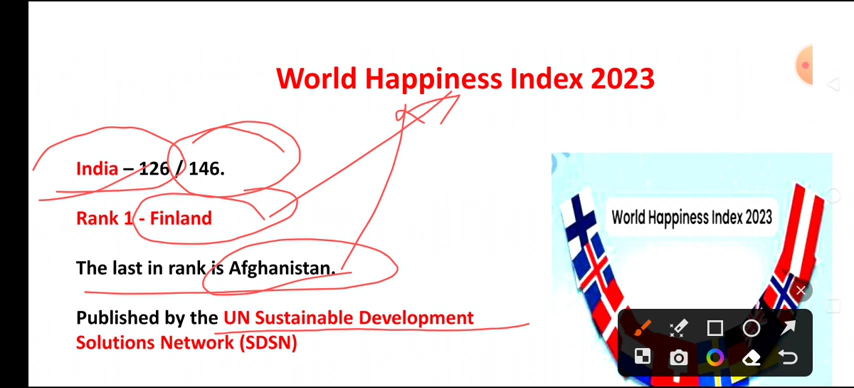 World Happiness Index 2023
India – 126 / 146.
Rank 1 - Finland
The last in rank is Afghanistan.
Published by the UN Sustainable Development
Solutions Network (SDSN)
World Happiness Index 2023